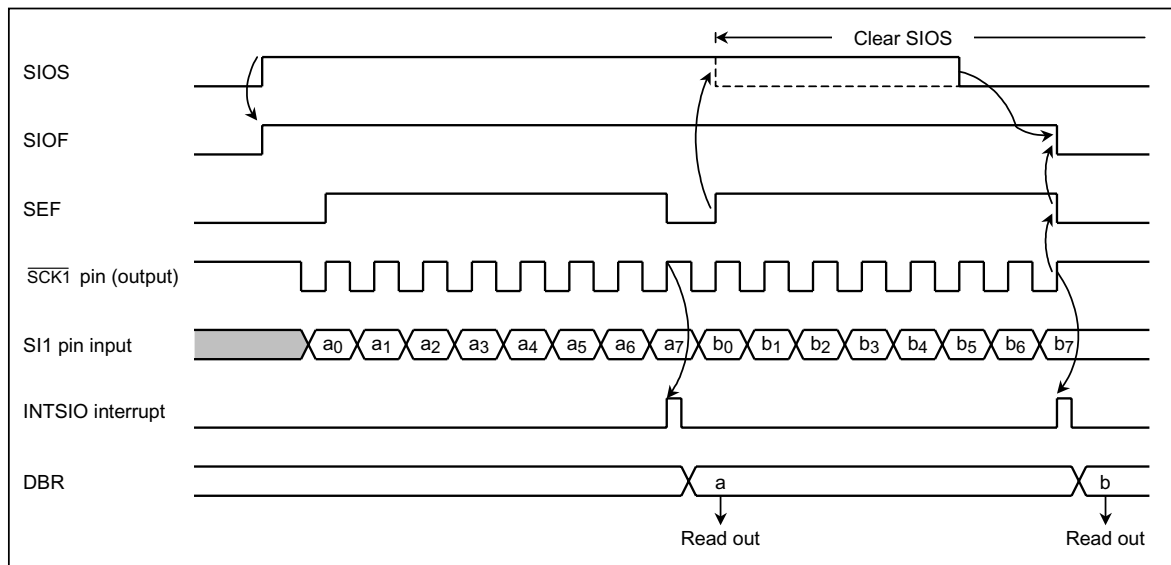 Clear SIOS
SIOS
SIOF
SEF
SCK1 pin (output)
SI1 pin input
a0 a1 a2 a3 a4 a5 a6 a7 b0 b1 b2 b3 b4 b5 b6 b7
INTSIO interrupt
DBR
a b
Read out Read out